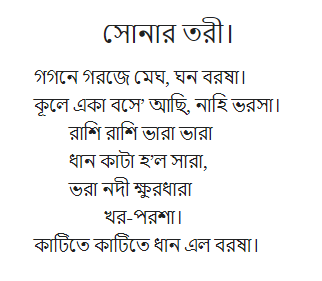 সোনার তরী।
গগনে গরজে মেঘ, ঘন বরষা।
কূলে একা বসে’ আছি, নাহি ভরসা।
রাশি রাশি ভারা ভারা
ধান কাটা হ’ল সারা,
ভরা নদী ক্ষুরধারা
খর-পরশা।
কাটিতে কাটিতে ধান এল বরষা।